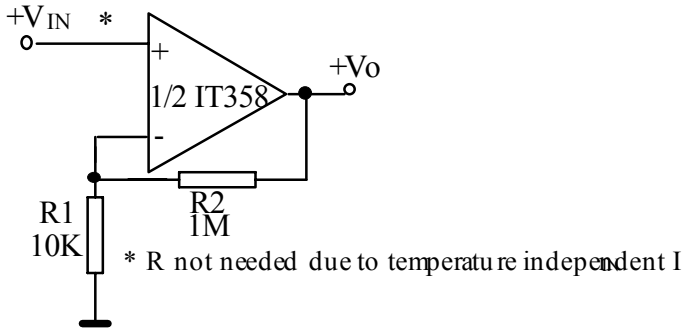 +VIN *
+
+Vo
1/2 IT358
-
R2
1M
R1
10K
* R not needed due to temperature independent IIN